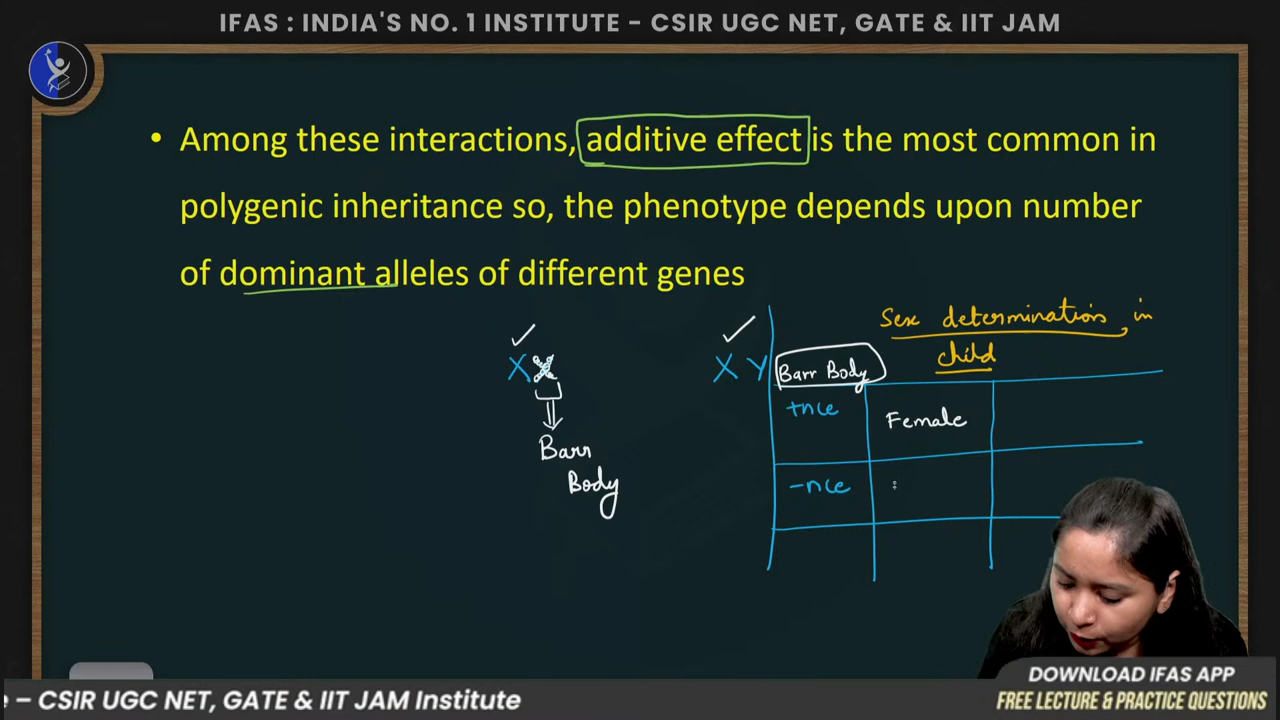 IFAS : INDIA'S NO. 1 INSTITUTE - CSIR UGC NET, GATE & IIT JAM
• Among these interactions, additive effect is the most common in
polygenic inheritance so, the phenotype depends upon number
of dominant alleles of different genes
Sex determination in
child
X X
X Y
Barr Body
+nce
Female
-nce
Barr
Body
DOWNLOAD IFAS APP
FREE LECTURE & PRACTICE QUESTIONS
– CSIR UGC NET, GATE & IIT JAM Institute